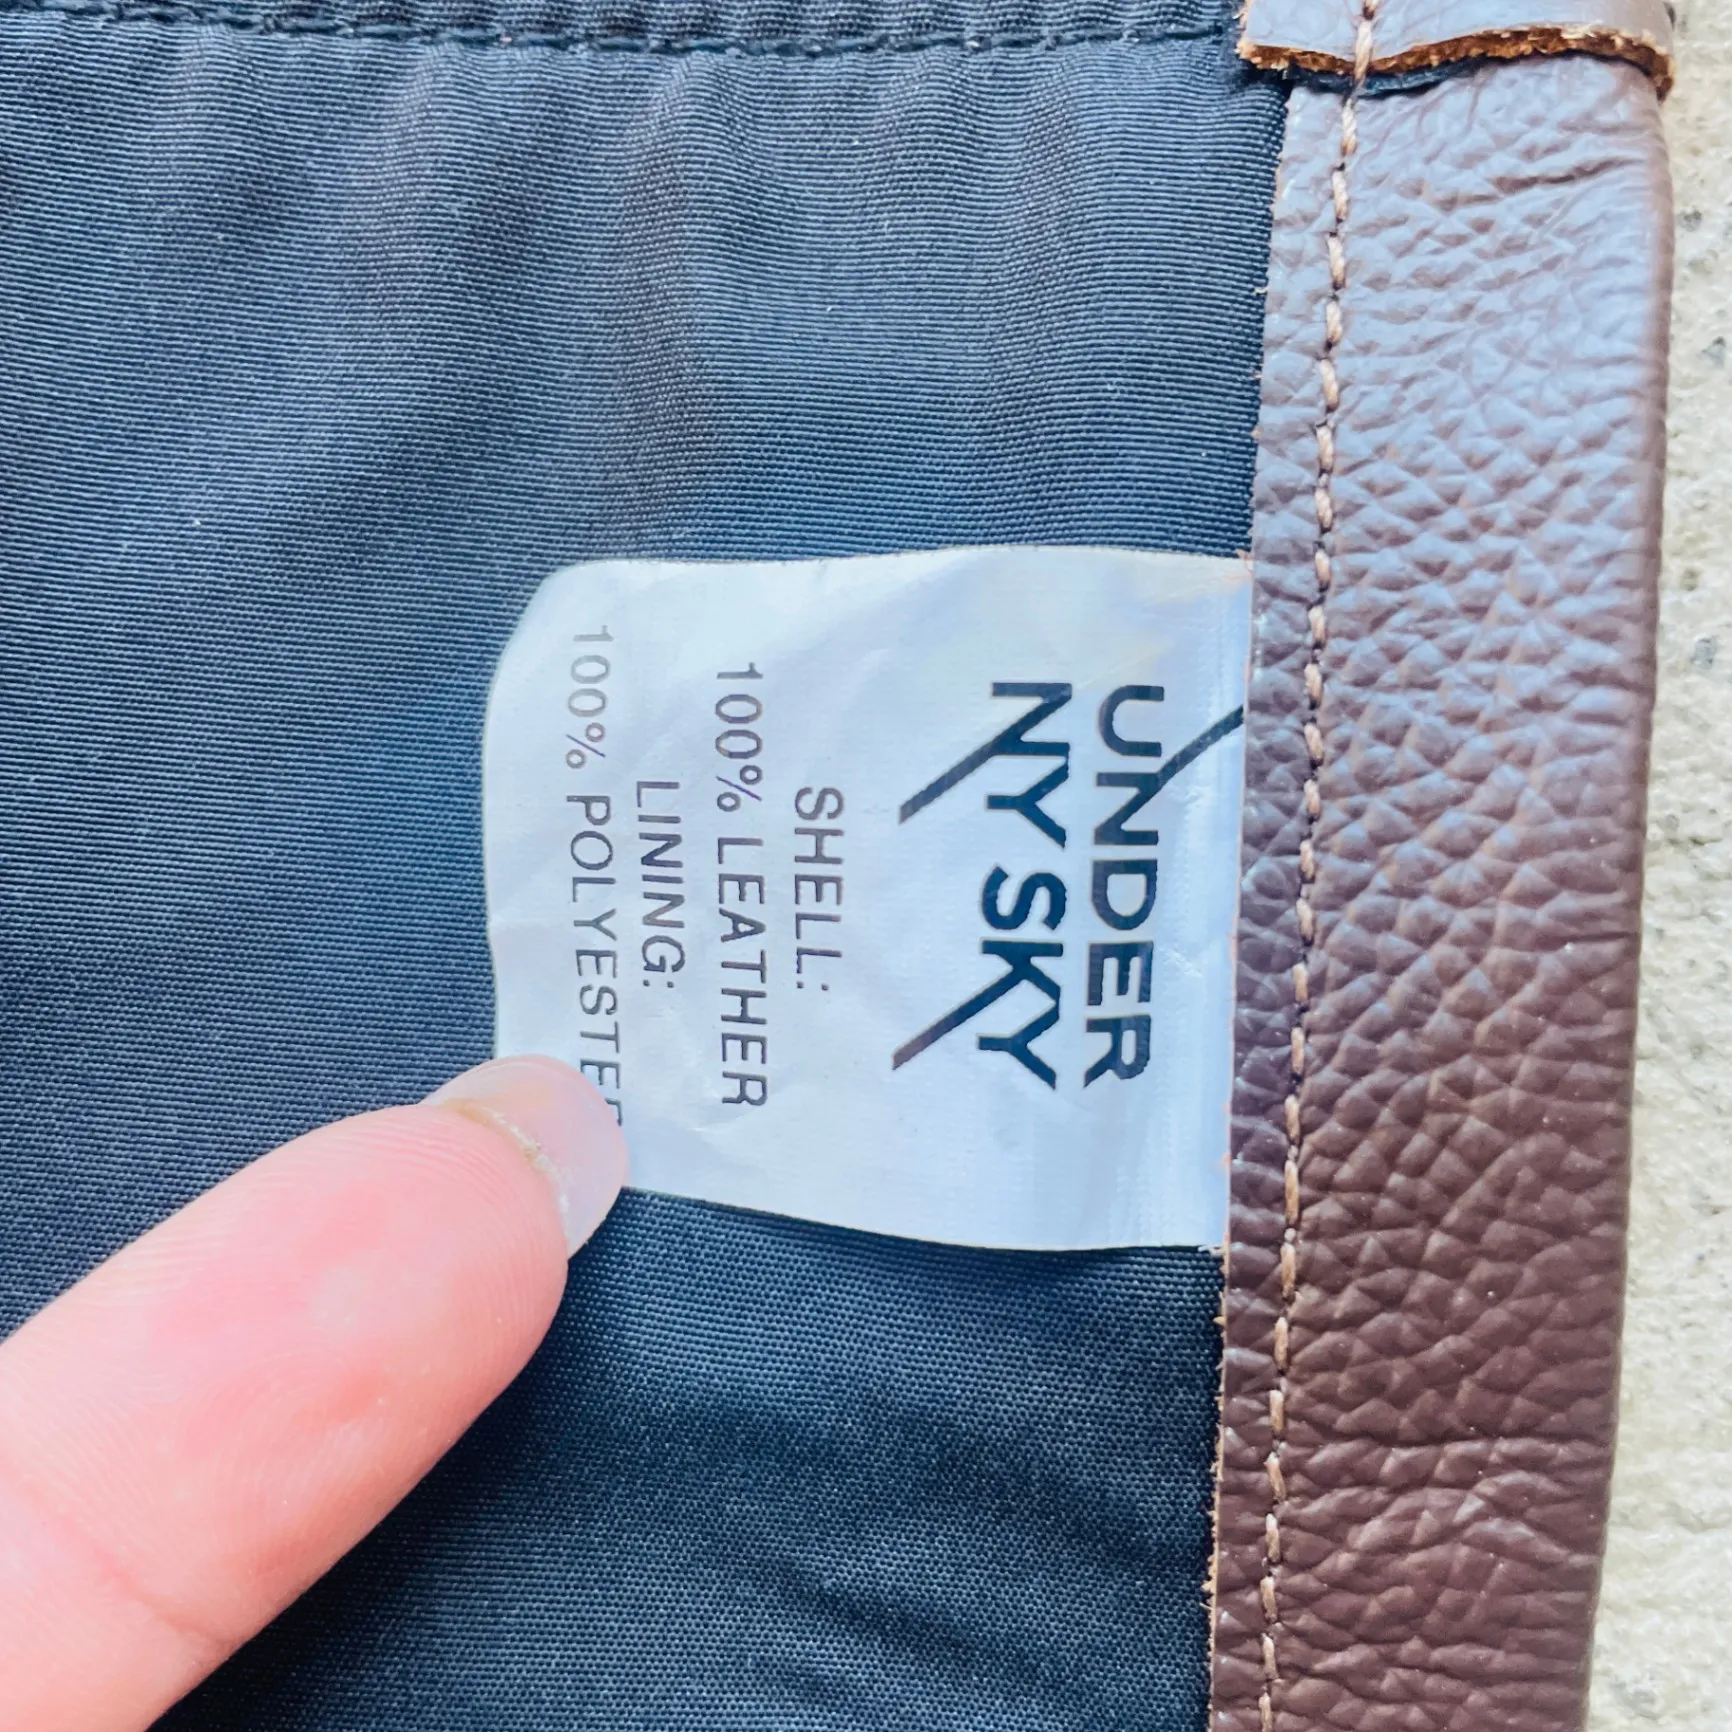 UNDER
NY SKY
SHELL:
100% LEATHER
LINING:
100% POLYESTER